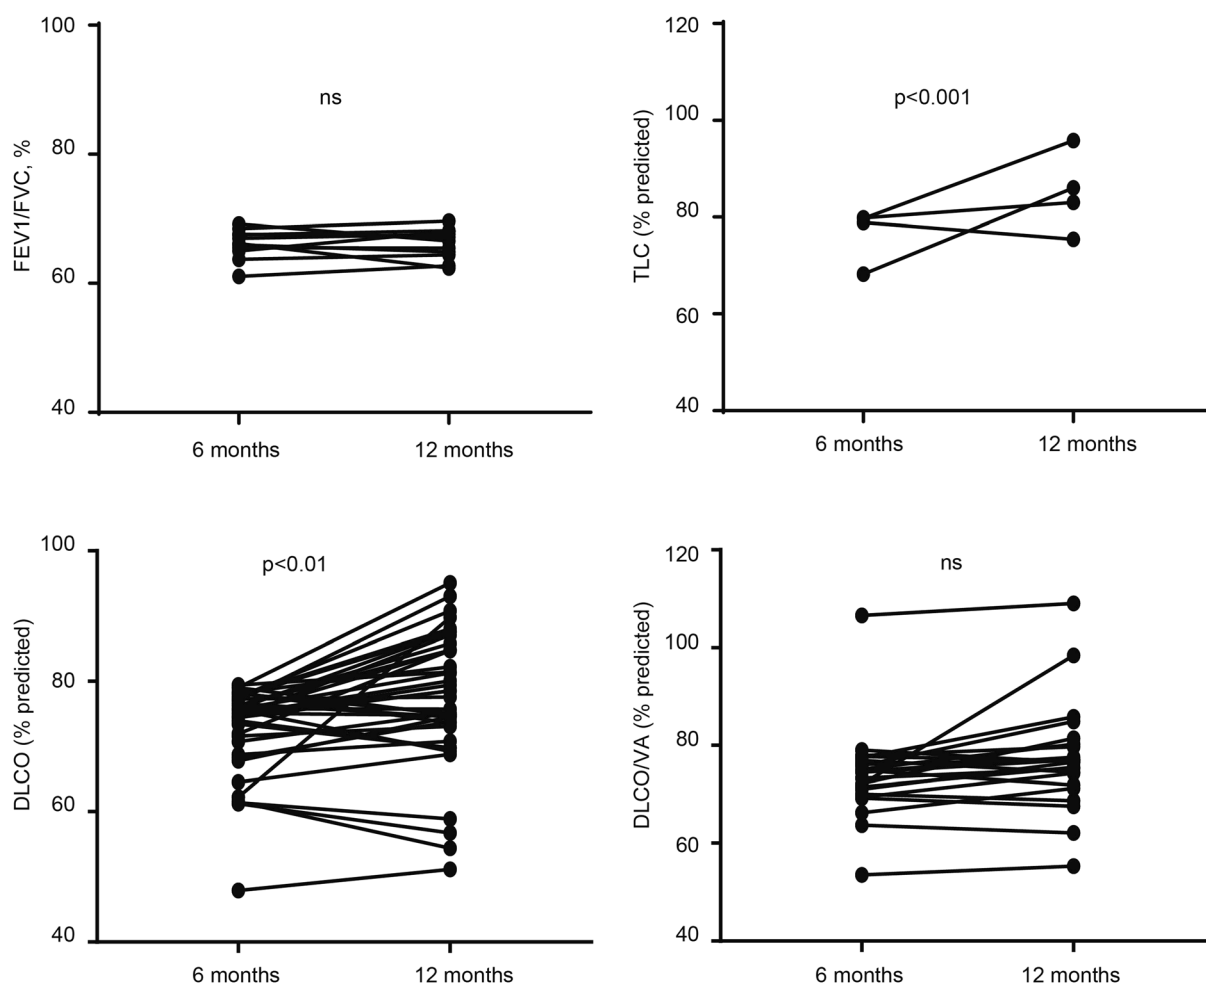 100
80
60
40
FEV1/FVC, %
ns
6 months
12 months
120
100
80
60
40
TLC (% predicted)
p<0.001
6 months
12 months
100
80
60
40
DLCO (% predicted)
p<0.01
6 months
12 months
120
100
80
60
40
DLCO/VA (% predicted)
ns
6 months
12 months